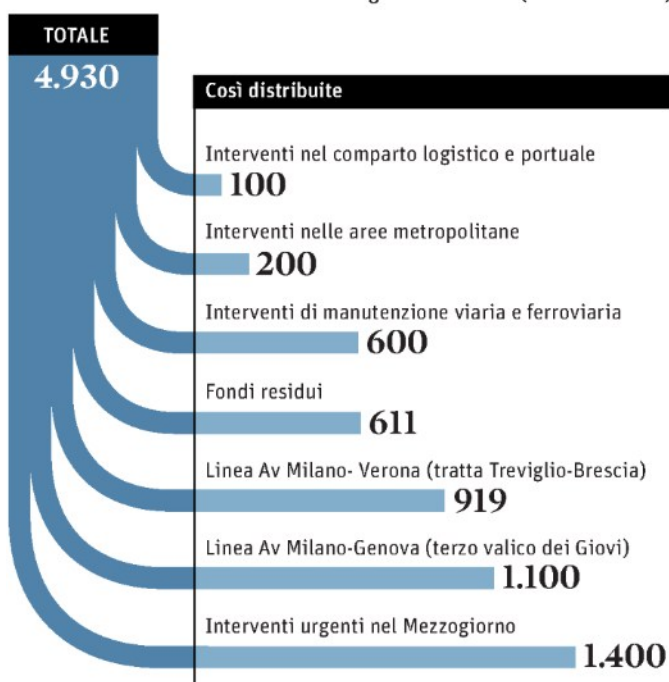 TOTALE
4.930
Così distribuite
Interventi nel comparto logistico e portuale
100
Interventi nelle aree metropolitane
200
Interventi di manutenzione viaria e ferroviaria
600
Fondi residui
611
Linea Av Milano- Verona (tratta Treviglio-Brescia)
919
Linea Av Milano-Genova (terzo valico dei Giovi)
1.100
Interventi urgenti nel Mezzogiorno
1.400